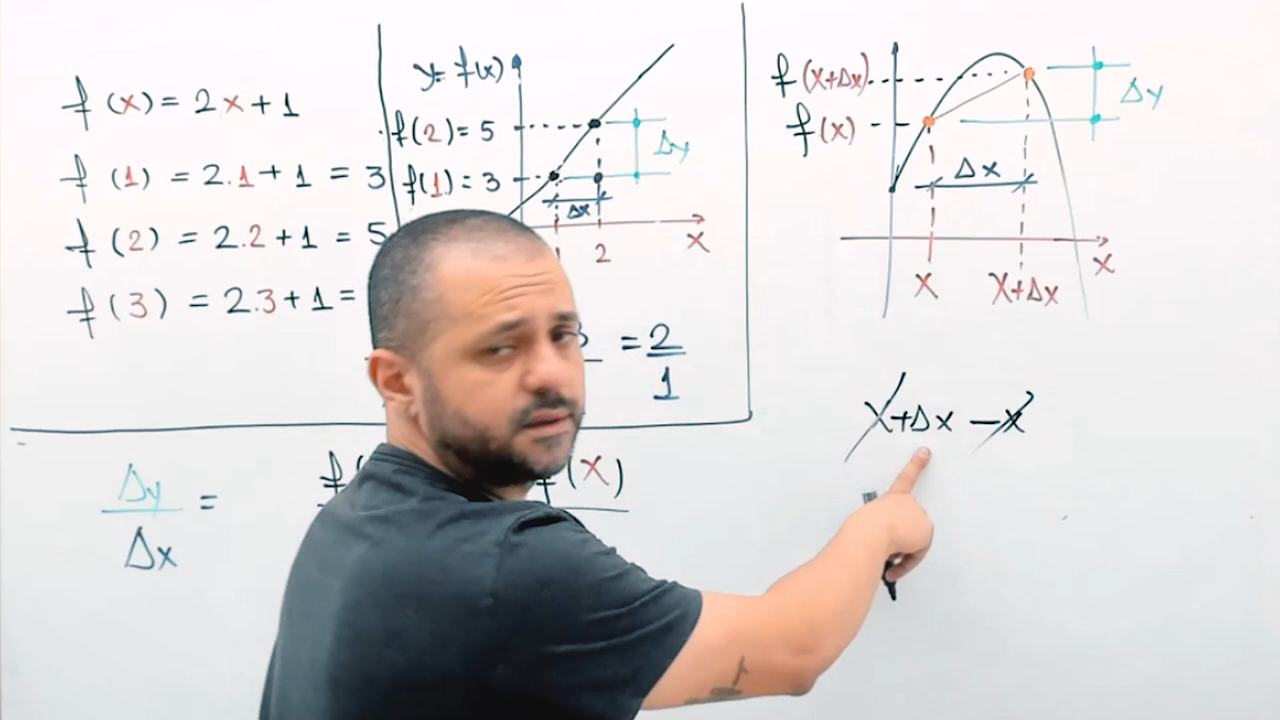 f(x) = 2x+1
f(1) = 2.1+1 = 3
f(2) = 2.2+1 = 5
f(3) = 2.3+1 =
y= f(x)
f(2)= 5
f(1)= 3
Δy
Δx
2
x
= 2/1
f(x+Δx)
f(x)
Δy
Δx
x
x+Δx
x
x+Δx -x
Δy/Δx =
f(x)